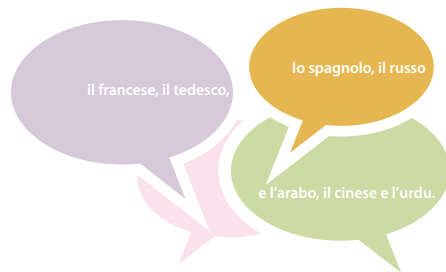 il francese, il tedesco,
lo spagnolo, il russo
e l'arabo, il cinese e l'urdu.